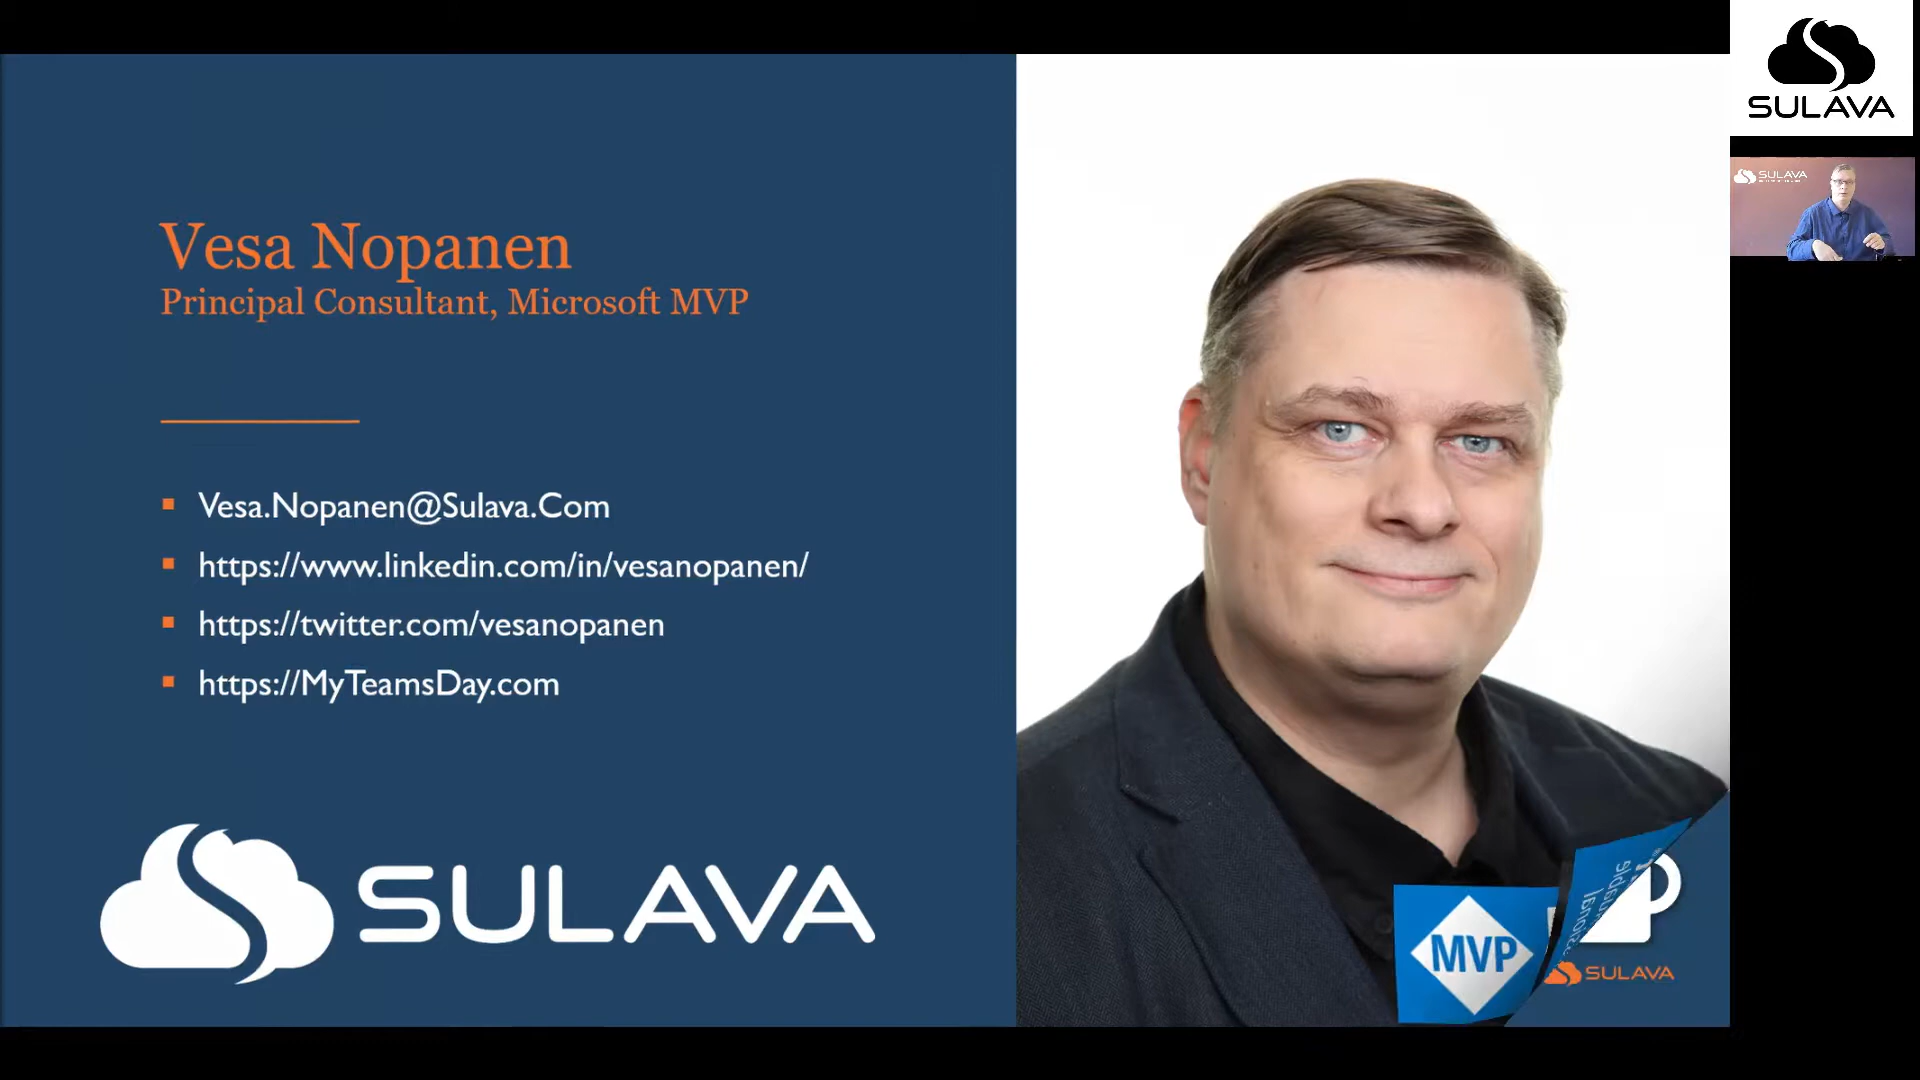 Vesa Nopanen
Principal Consultant, Microsoft MVP
Vesa.Nopanen@Sulava.Com
https://www.linkedin.com/in/vesanopanen/
https://twitter.com/vesanopanen
https://MyTeamsDay.com
SULAVA
MVP
SULAVA
SULAVA
SULAVA